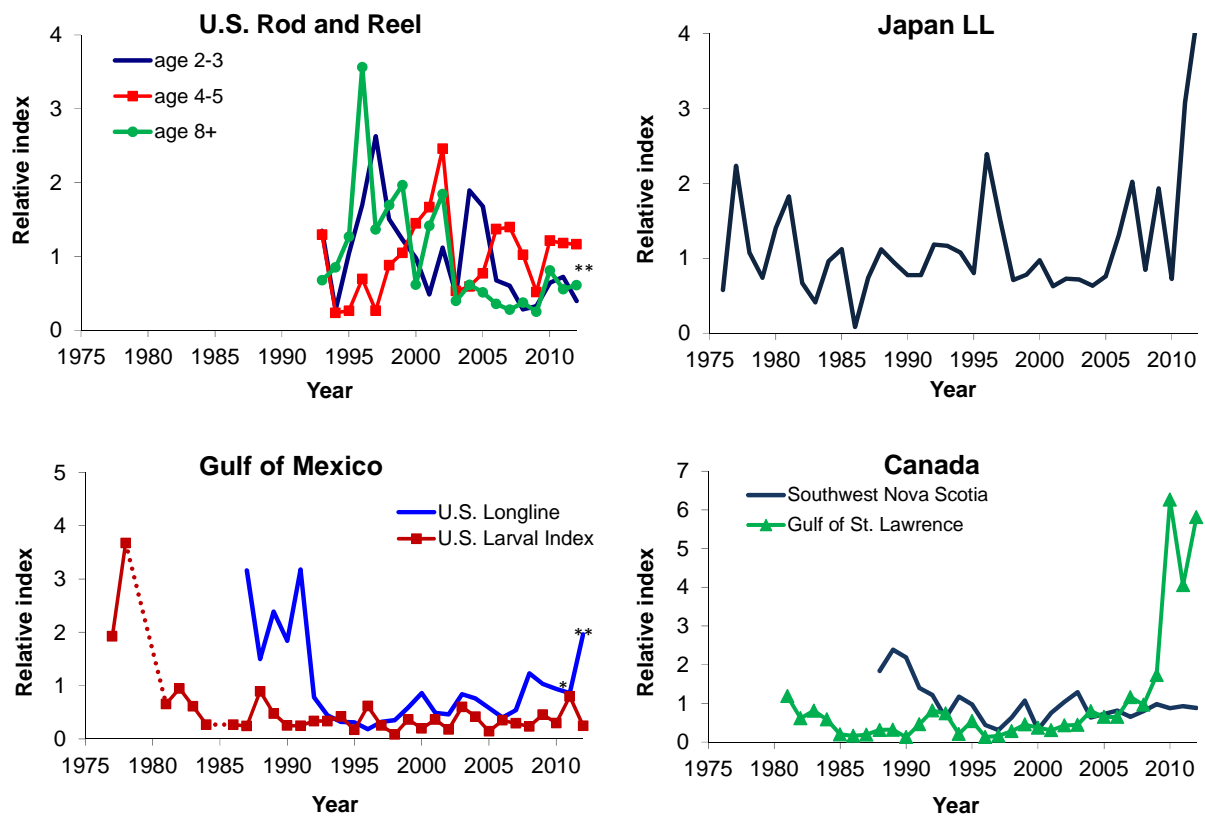 U.S. Rod and Reel
4
3
2
1
0
Relative index
age 2-3
age 4-5
age 8+
**
1975 1980 1985 1990 1995 2000 2005 2010
Year
Japan LL
4
3
2
1
0
Relative index
1975 1980 1985 1990 1995 2000 2005 2010
Year
Gulf of Mexico
5
4
3
2
1
0
Relative index
U.S. Longline
U.S. Larval Index
**
*
1975 1980 1985 1990 1995 2000 2005 2010
Year
Canada
7
6
5
4
3
2
1
0
Relative index
Southwest Nova Scotia
Gulf of St. Lawrence
1975 1980 1985 1990 1995 2000 2005 2010
Year